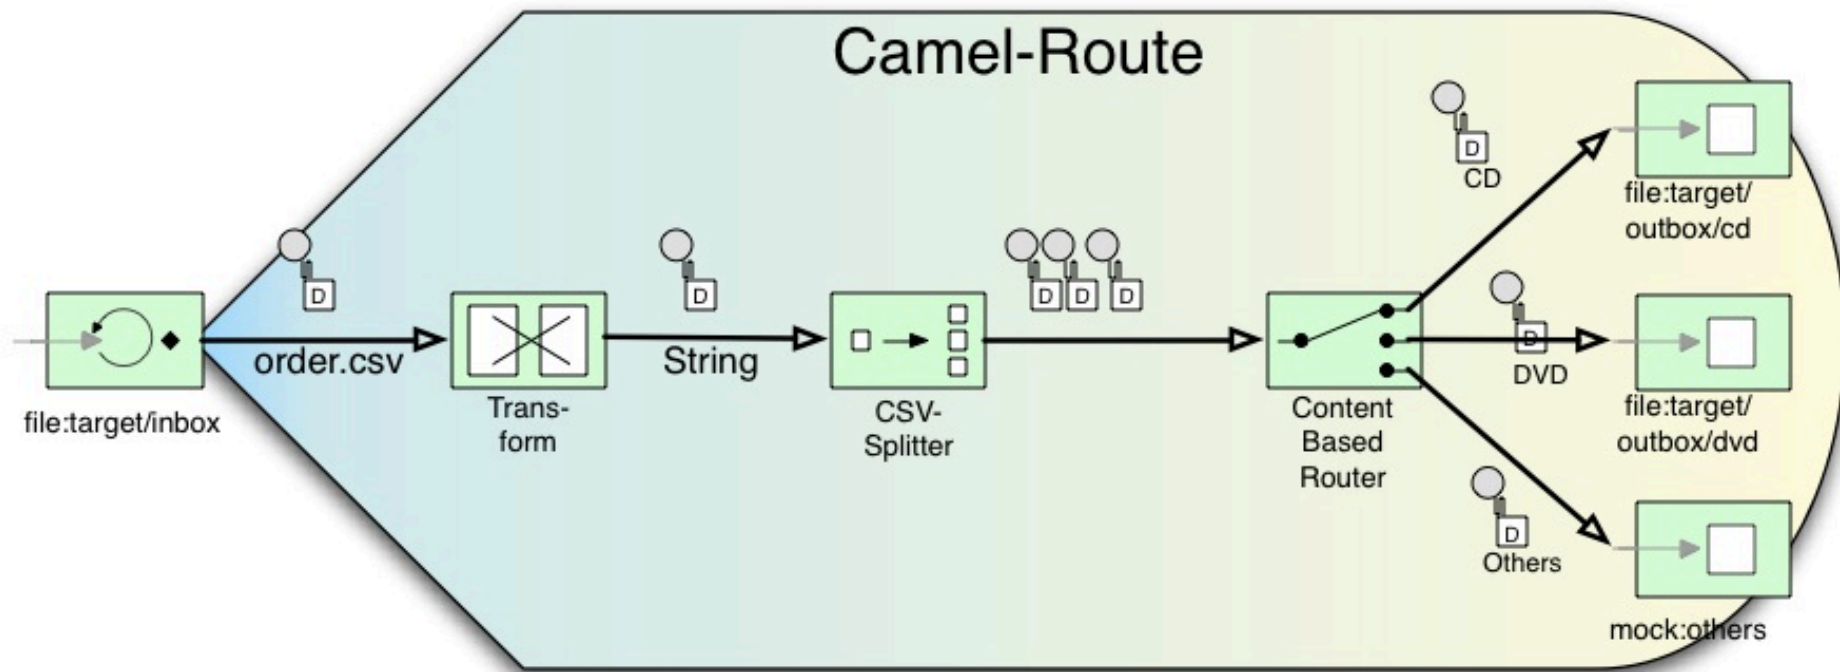 Camel-Route
D
CD
file:target/
outbox/cd
D
D
D
D
D
order.csv
String
D
DVD
file:target/inbox
Trans-
form
CSV-
Splitter
Content
Based
Router
file:target/
outbox/dvd
D
Others
mock:others